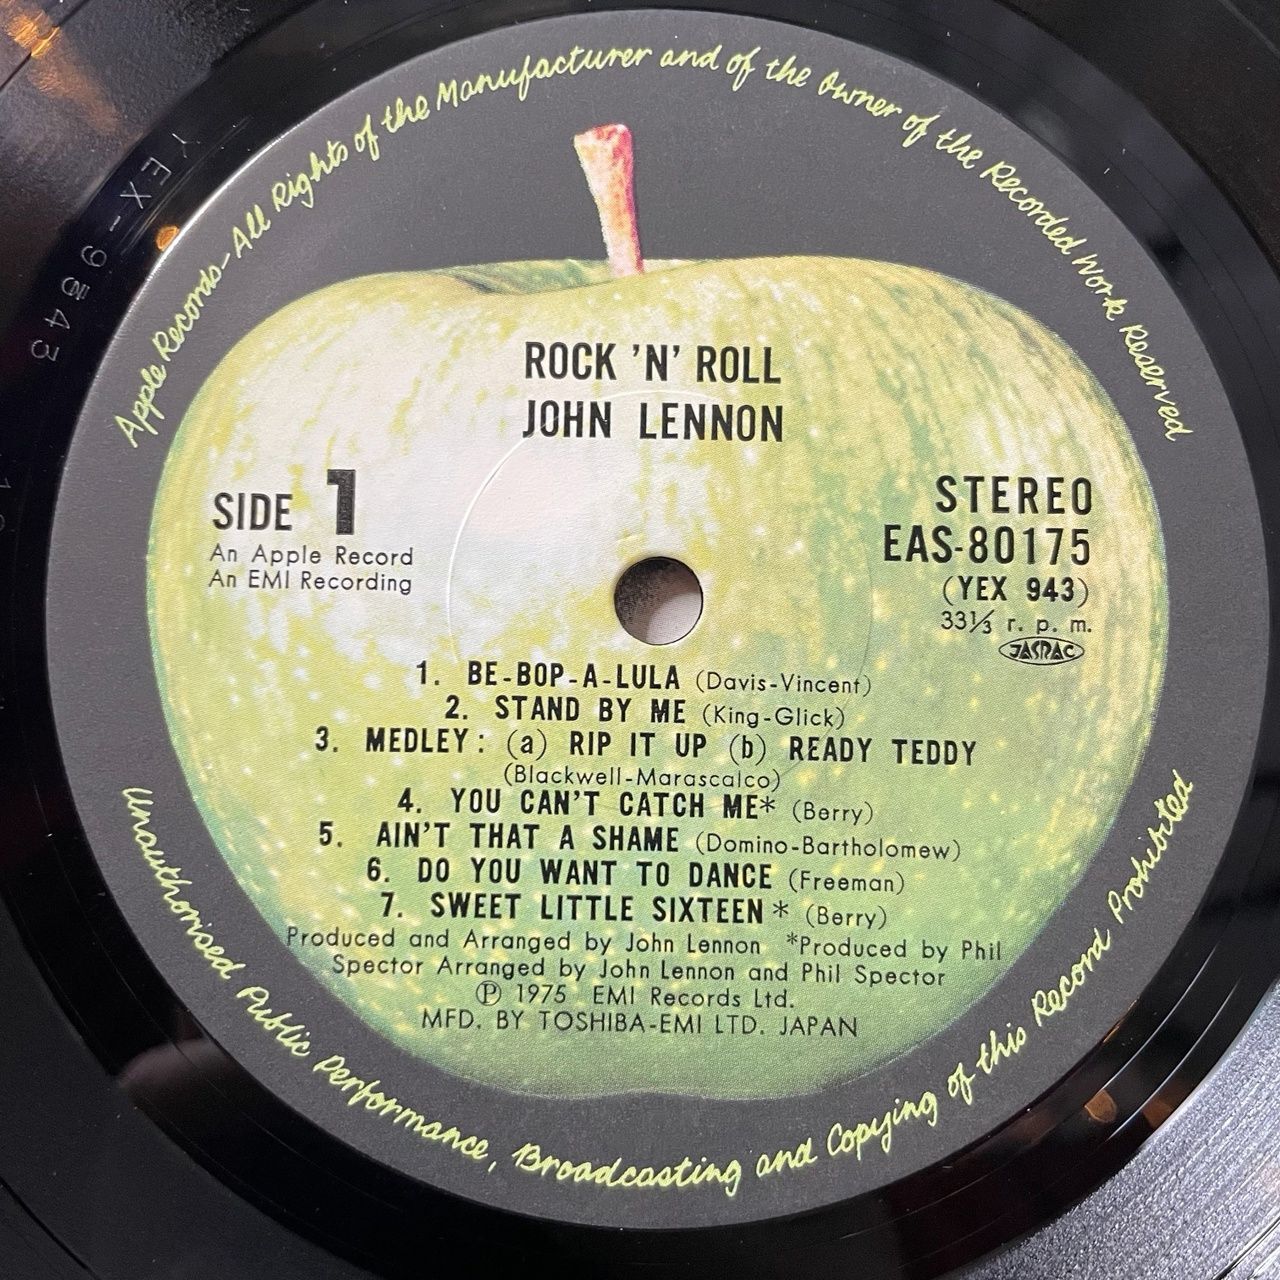 Apple Records-All Rights of the Manufacturer and of the Owner of the Recorded Work Reserved
ROCK 'N' ROLL
JOHN LENNON
SIDE 1
An Apple Record
An EMI Recording
STEREO
EAS-80175
(YEX 943)
33⅓ r. p. m.
JASRAC
1. BE-BOP-A-LULA (Davis-Vincent)
2. STAND BY ME (King-Glick)
3. MEDLEY: (a) RIP IT UP (b) READY TEDDY
(Blackwell-Marascalco)
4. YOU CAN'T CATCH ME* (Berry)
5. AIN'T THAT A SHAME (Domino-Bartholomew)
6. DO YOU WANT TO DANCE (Freeman)
7. SWEET LITTLE SIXTEEN* (Berry)
Produced and Arranged by John Lennon *Produced by Phil
Spector Arranged by John Lennon and Phil Spector
Ⓟ 1975 EMI Records Ltd.
MFD. BY TOSHIBA-EMI LTD. JAPAN
Unauthorised Public Performance, Broadcasting and Copying of this Record Prohibited